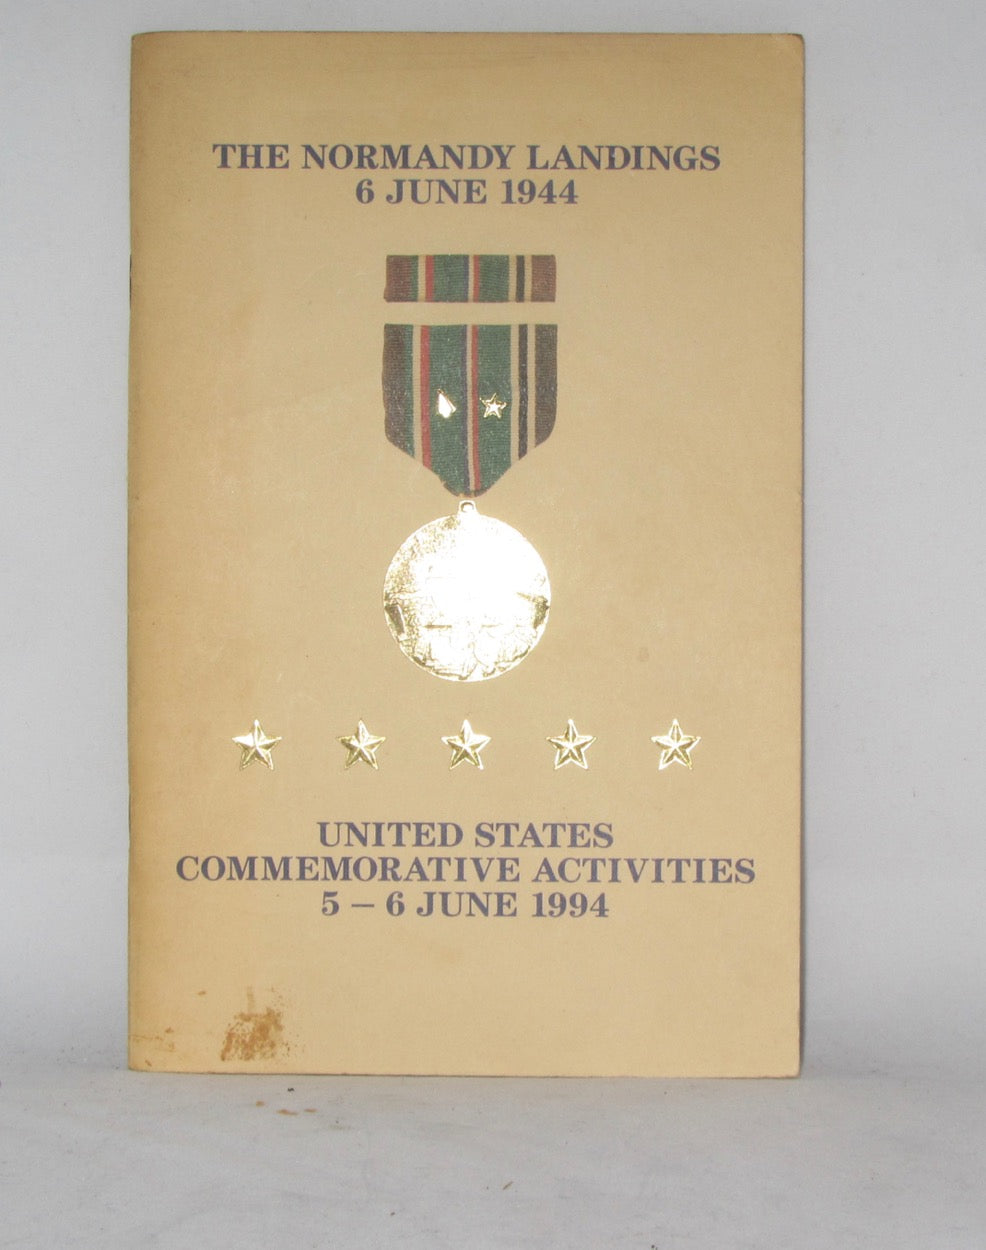 THE NORMANDY LANDINGS
6 JUNE 1944
UNITED STATES
COMMEMORATIVE ACTIVITIES
5 – 6 JUNE 1994